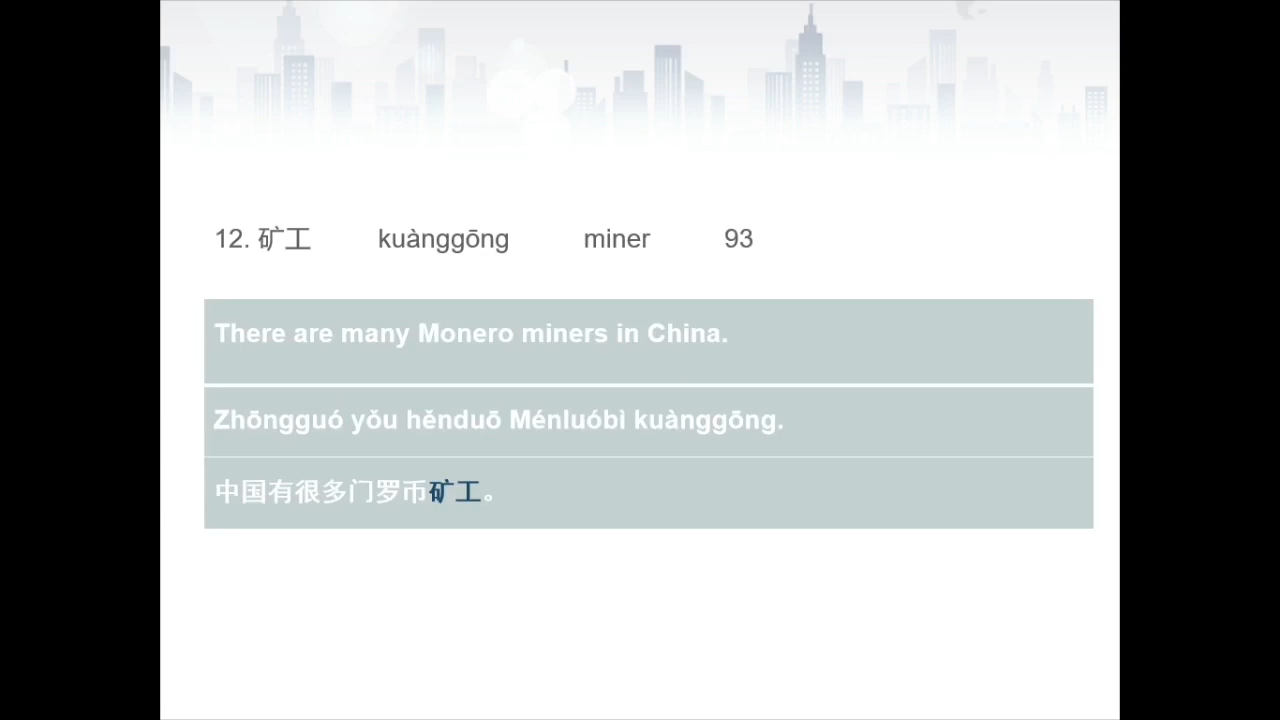 12. 矿工 kuànggōng miner 93
There are many Monero miners in China.
Zhōngguó yǒu hěnduō Ménluóbì kuànggōng.
中国有很多门罗币矿工。